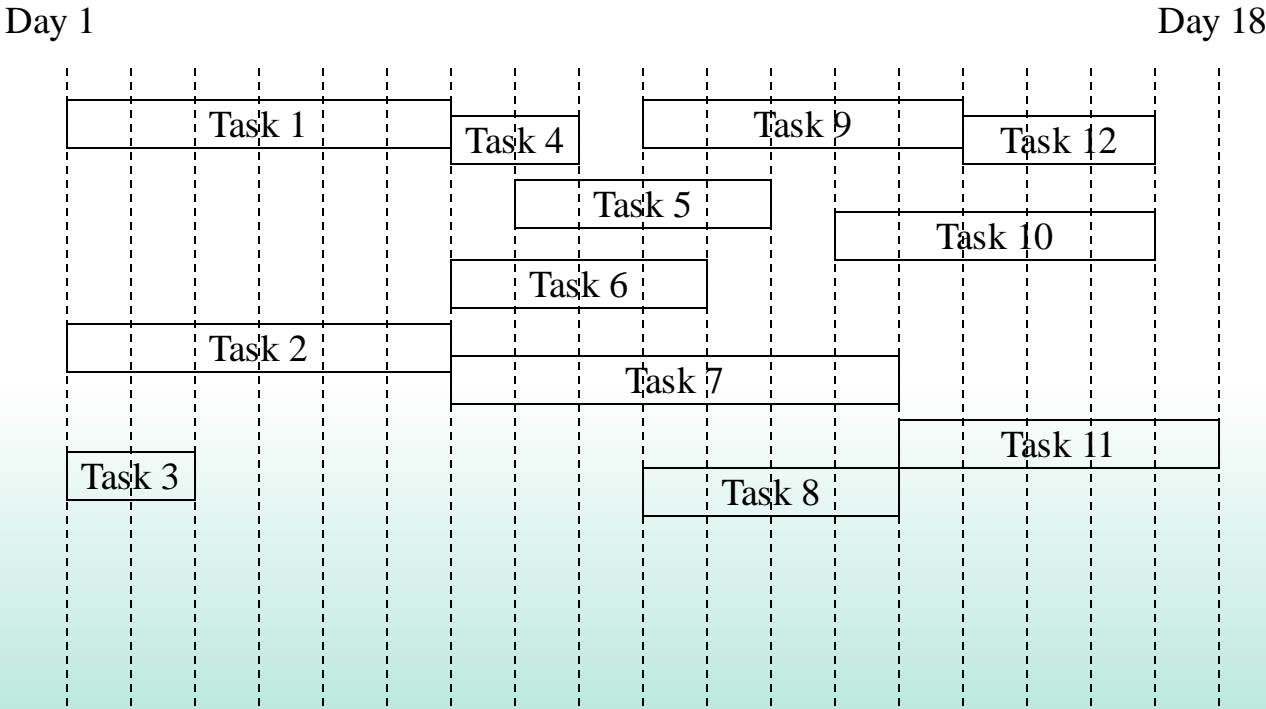 Day 1
Day 18
Task 1
Task 9
Task 4
Task 12
Task 5
Task 10
Task 6
Task 2
Task 7
Task 11
Task 3
Task 8